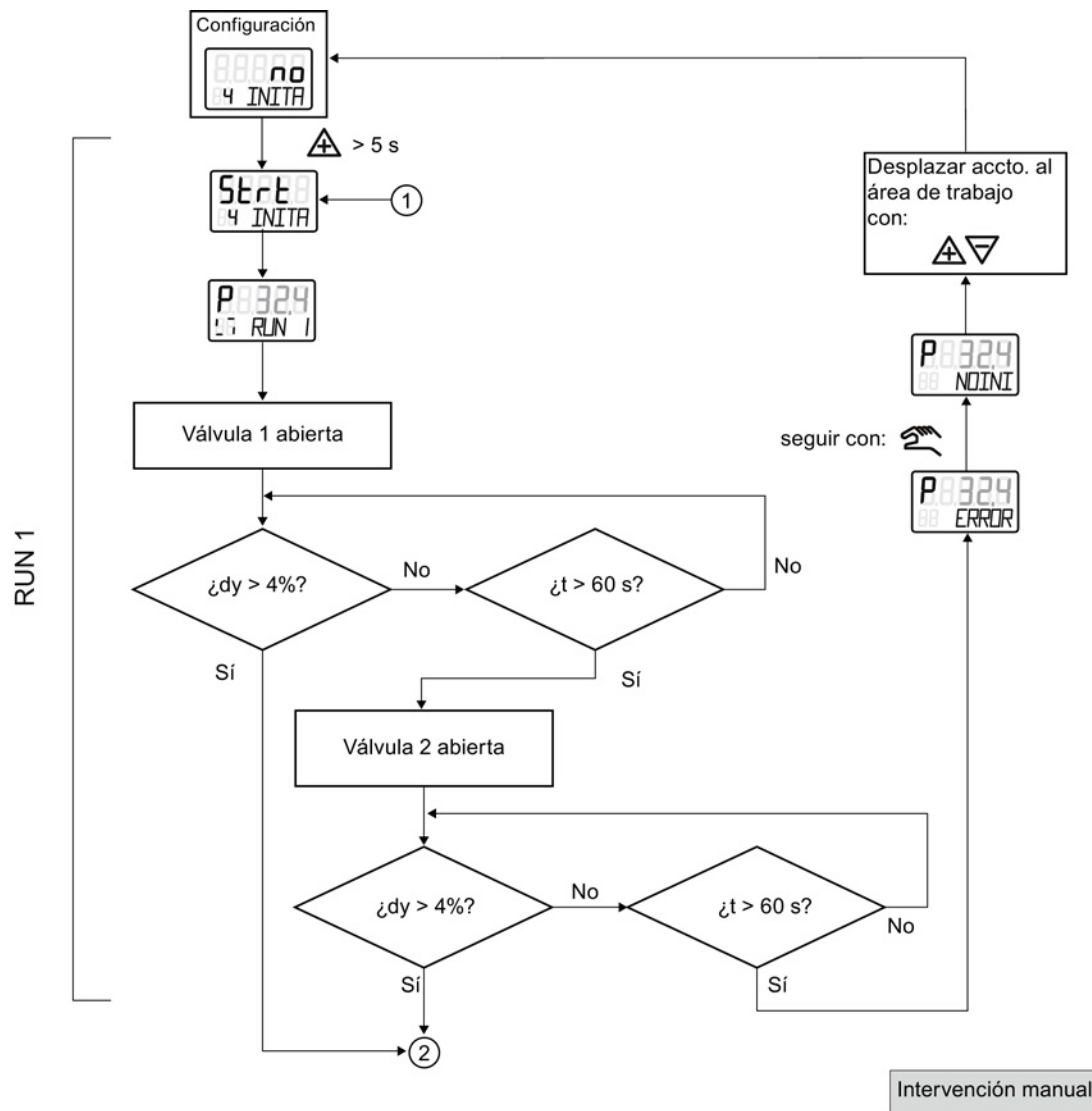 Configuración
no
4 INITA
> 5 s
Strt
4 INITA
1
P 32.4
RUN 1
Válvula 1 abierta
¿dy > 4%?
No
¿t > 60 s?
No
Sí
Sí
Válvula 2 abierta
¿dy > 4%?
No
¿t > 60 s?
No
Sí
Sí
2
RUN 1
Desplazar accto. al
área de trabajo
con:
P 32.4
NOINI
seguir con:
P 32.4
ERROR
Intervención manual